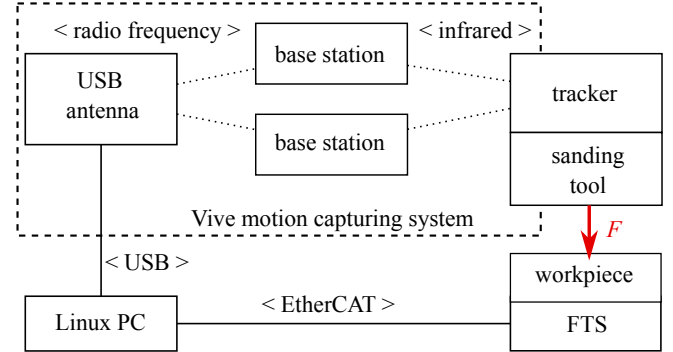 < radio frequency >
< infrared >
USB
antenna
base station
base station
tracker
sanding
tool
Vive motion capturing system
F
< USB >
< EtherCAT >
workpiece
Linux PC
FTS